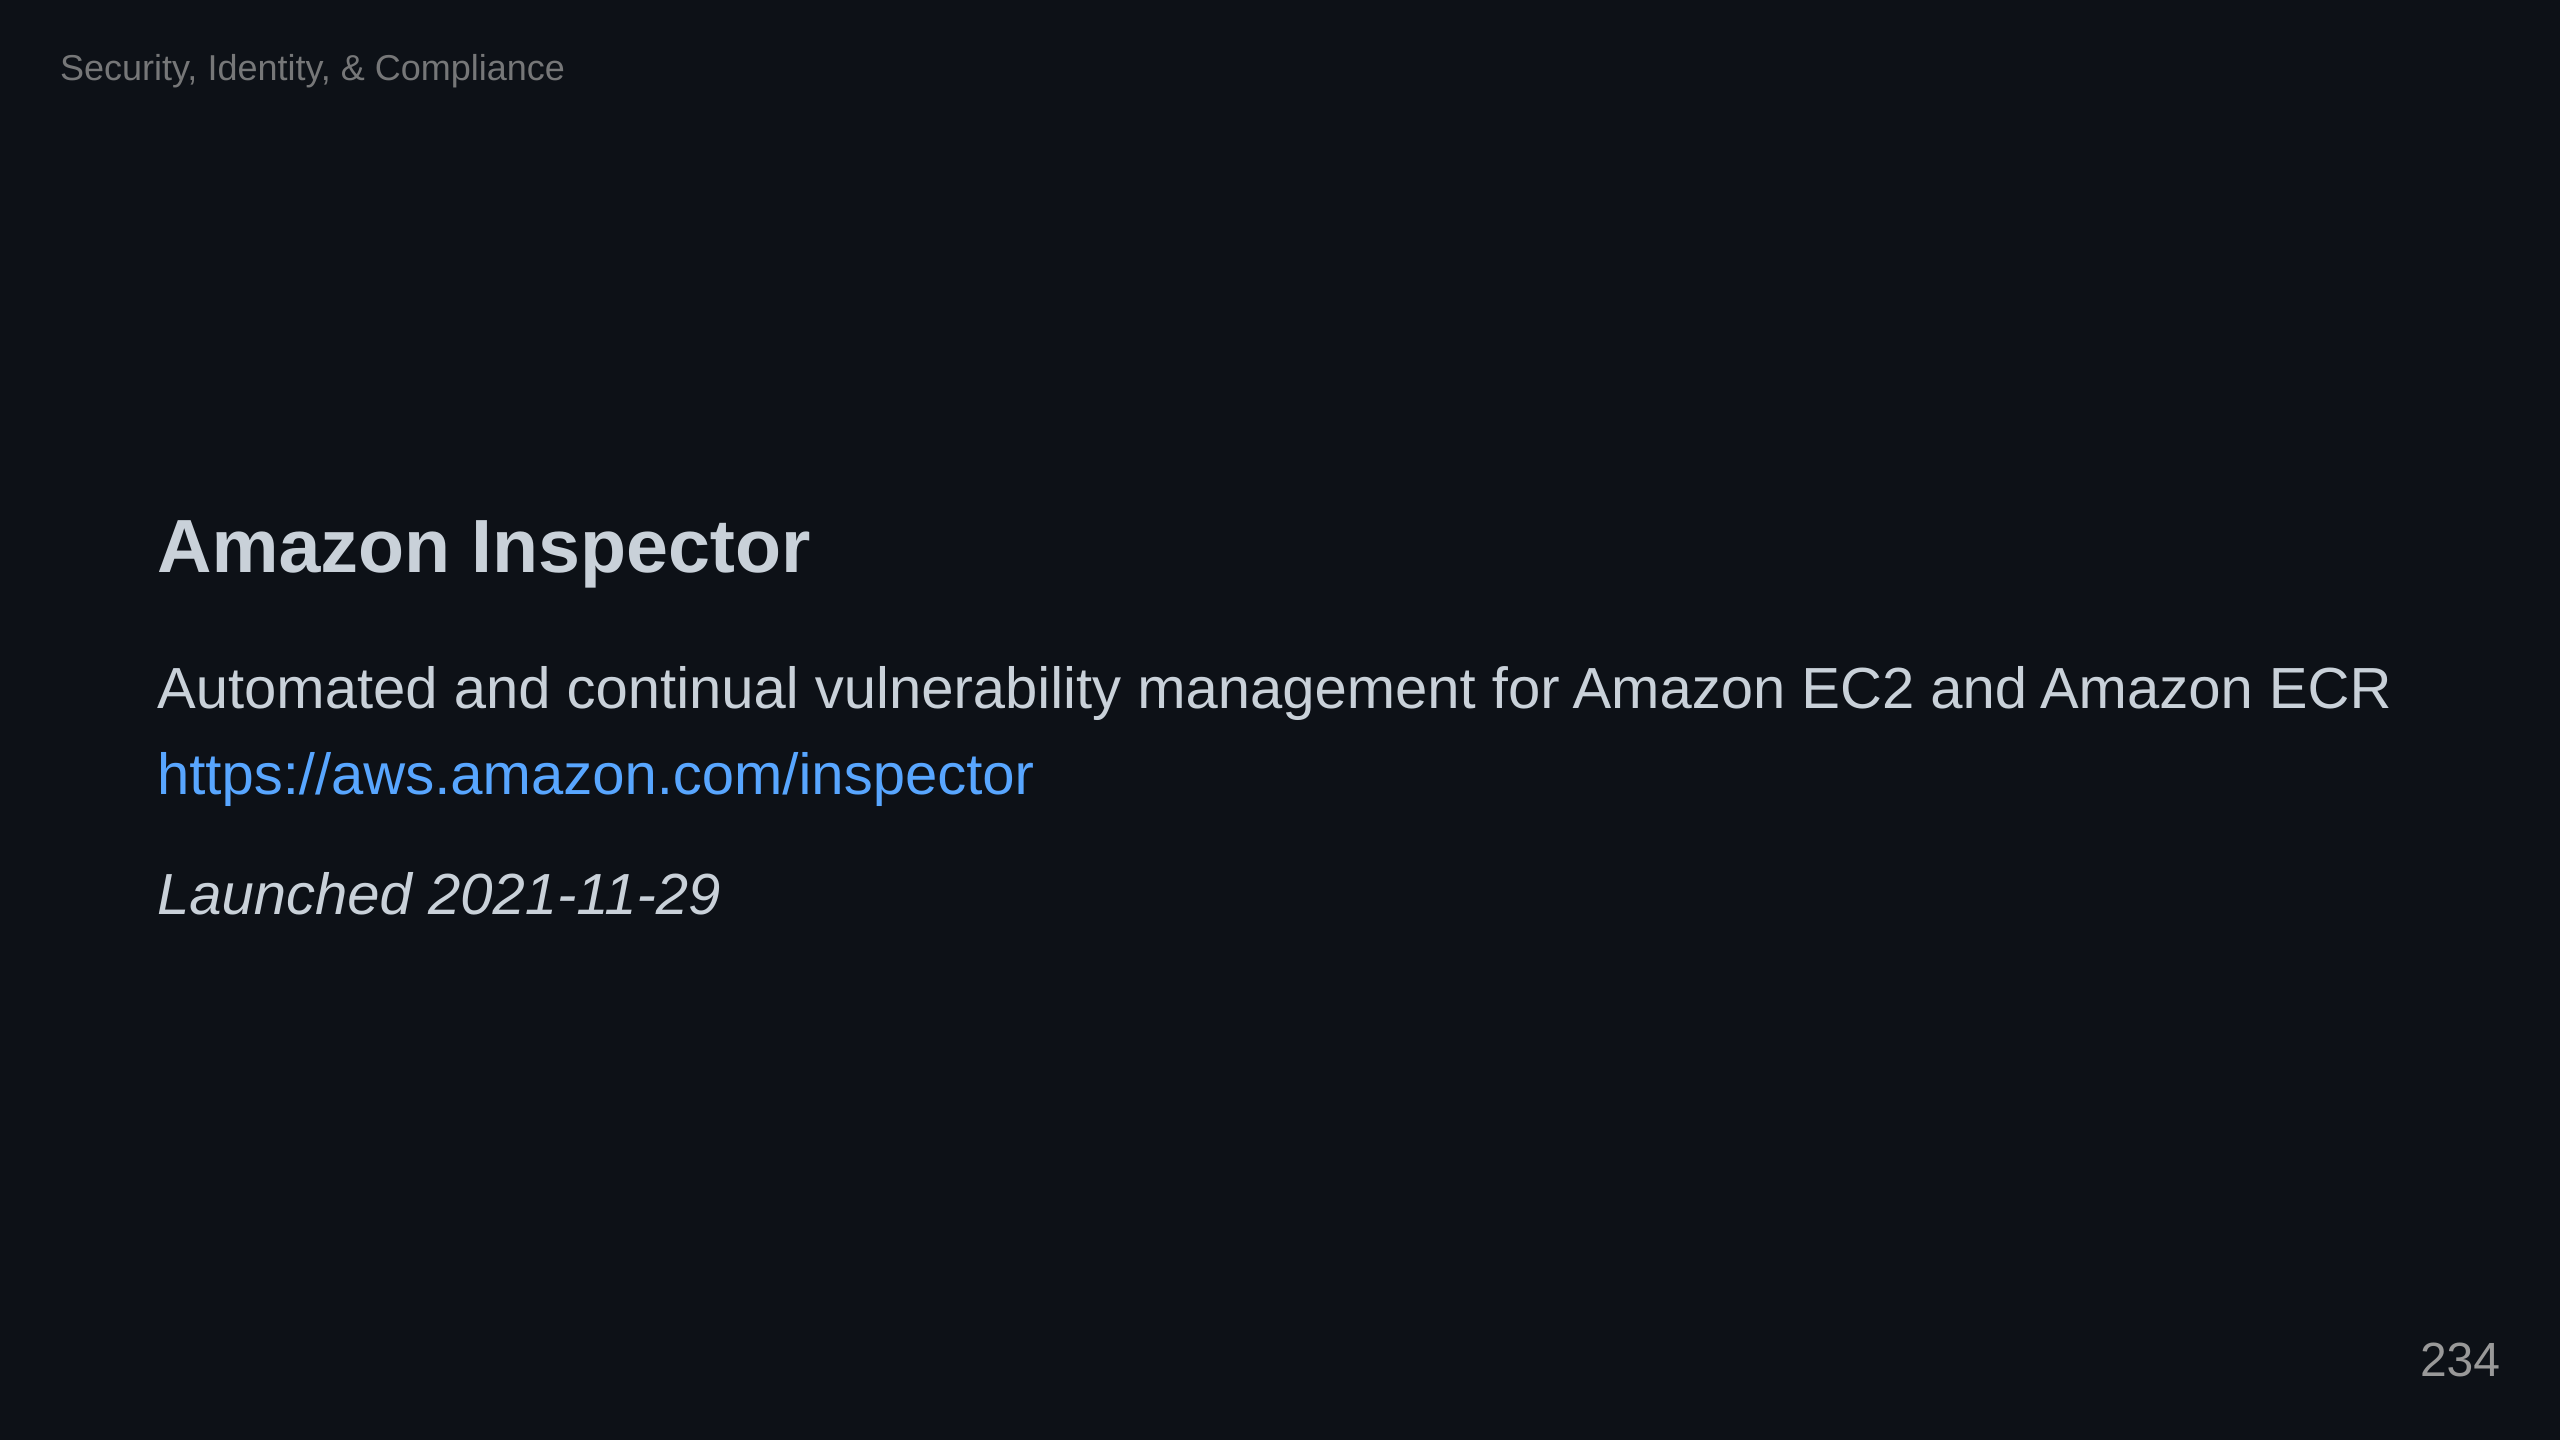 Security, Identity, & Compliance
Amazon Inspector
Automated and continual vulnerability management for Amazon EC2 and Amazon ECR
https://aws.amazon.com/inspector
Launched 2021-11-29
234